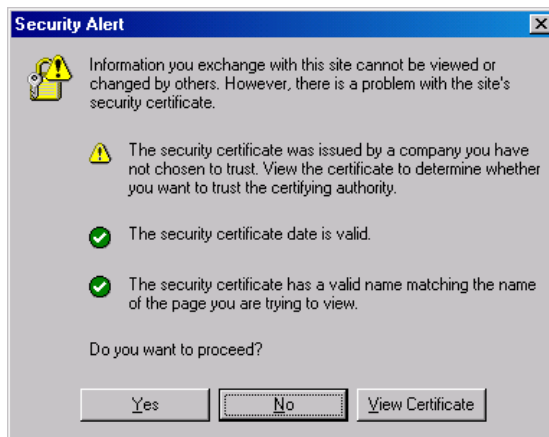 Security Alert
Information you exchange with this site cannot be viewed or
changed by others. However, there is a problem with the site's
security certificate.
The security certificate was issued by a company you have
not chosen to trust. View the certificate to determine whether
you want to trust the certifying authority.
The security certificate date is valid.
The security certificate has a valid name matching the name
of the page you are trying to view.
Do you want to proceed?
Yes No View Certificate